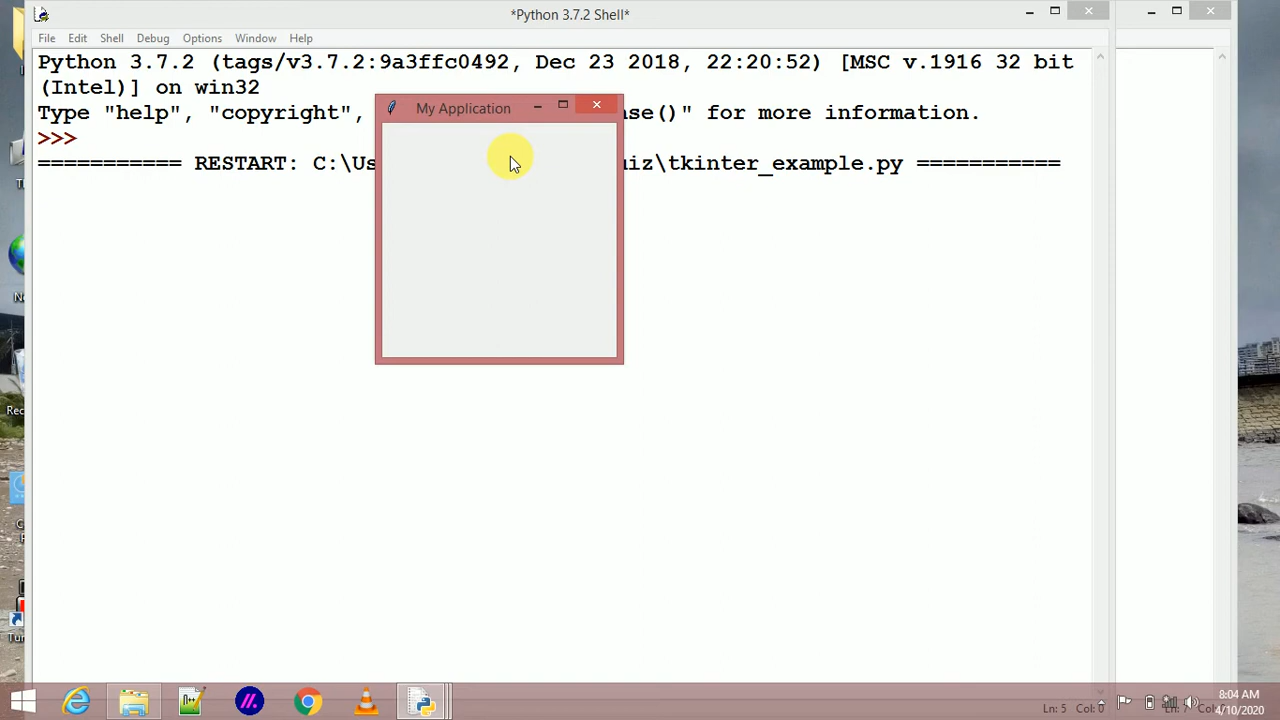 *Python 3.7.2 Shell*
File Edit Shell Debug Options Window Help
Python 3.7.2 (tags/v3.7.2:9a3ffc0492, Dec 23 2018, 22:20:52) [MSC v.1916 32 bit
(Intel)] on win32
Type "help", "copyright", nse()" for more information.
My Application
>>>
=========== RESTART: C:\Us uiz\tkinter_example.py ===========
Ln: 5 Col: 0
8:04 AM
4/10/2020